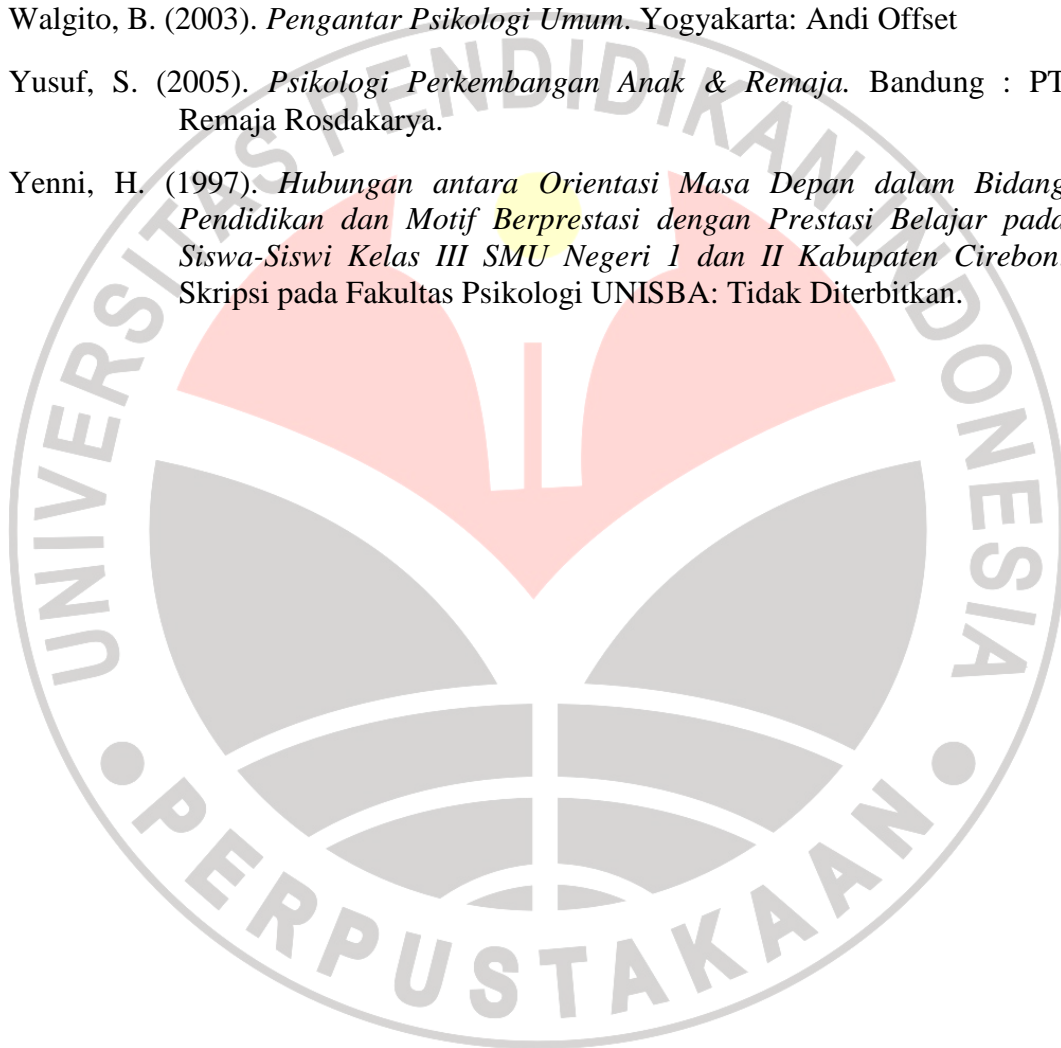 Walgito, B. (2003). Pengantar Psikologi Umum. Yogyakarta: Andi Offset
Yusuf, S. (2005). Psikologi Perkembangan Anak & Remaja. Bandung : PT
Remaja Rosdakarya.
Yenni, H. (1997). Hubungan antara Orientasi Masa Depan dalam Bidang
Pendidikan dan Motif Berprestasi dengan Prestasi Belajar pada
Siswa-Siswi Kelas III SMU Negeri 1 dan II Kabupaten Cirebon.
Skripsi pada Fakultas Psikologi UNISBA: Tidak Diterbitkan.
UNIVERSITAS PENDIDIKAN INDONESIA
PERPUSTAKAAN